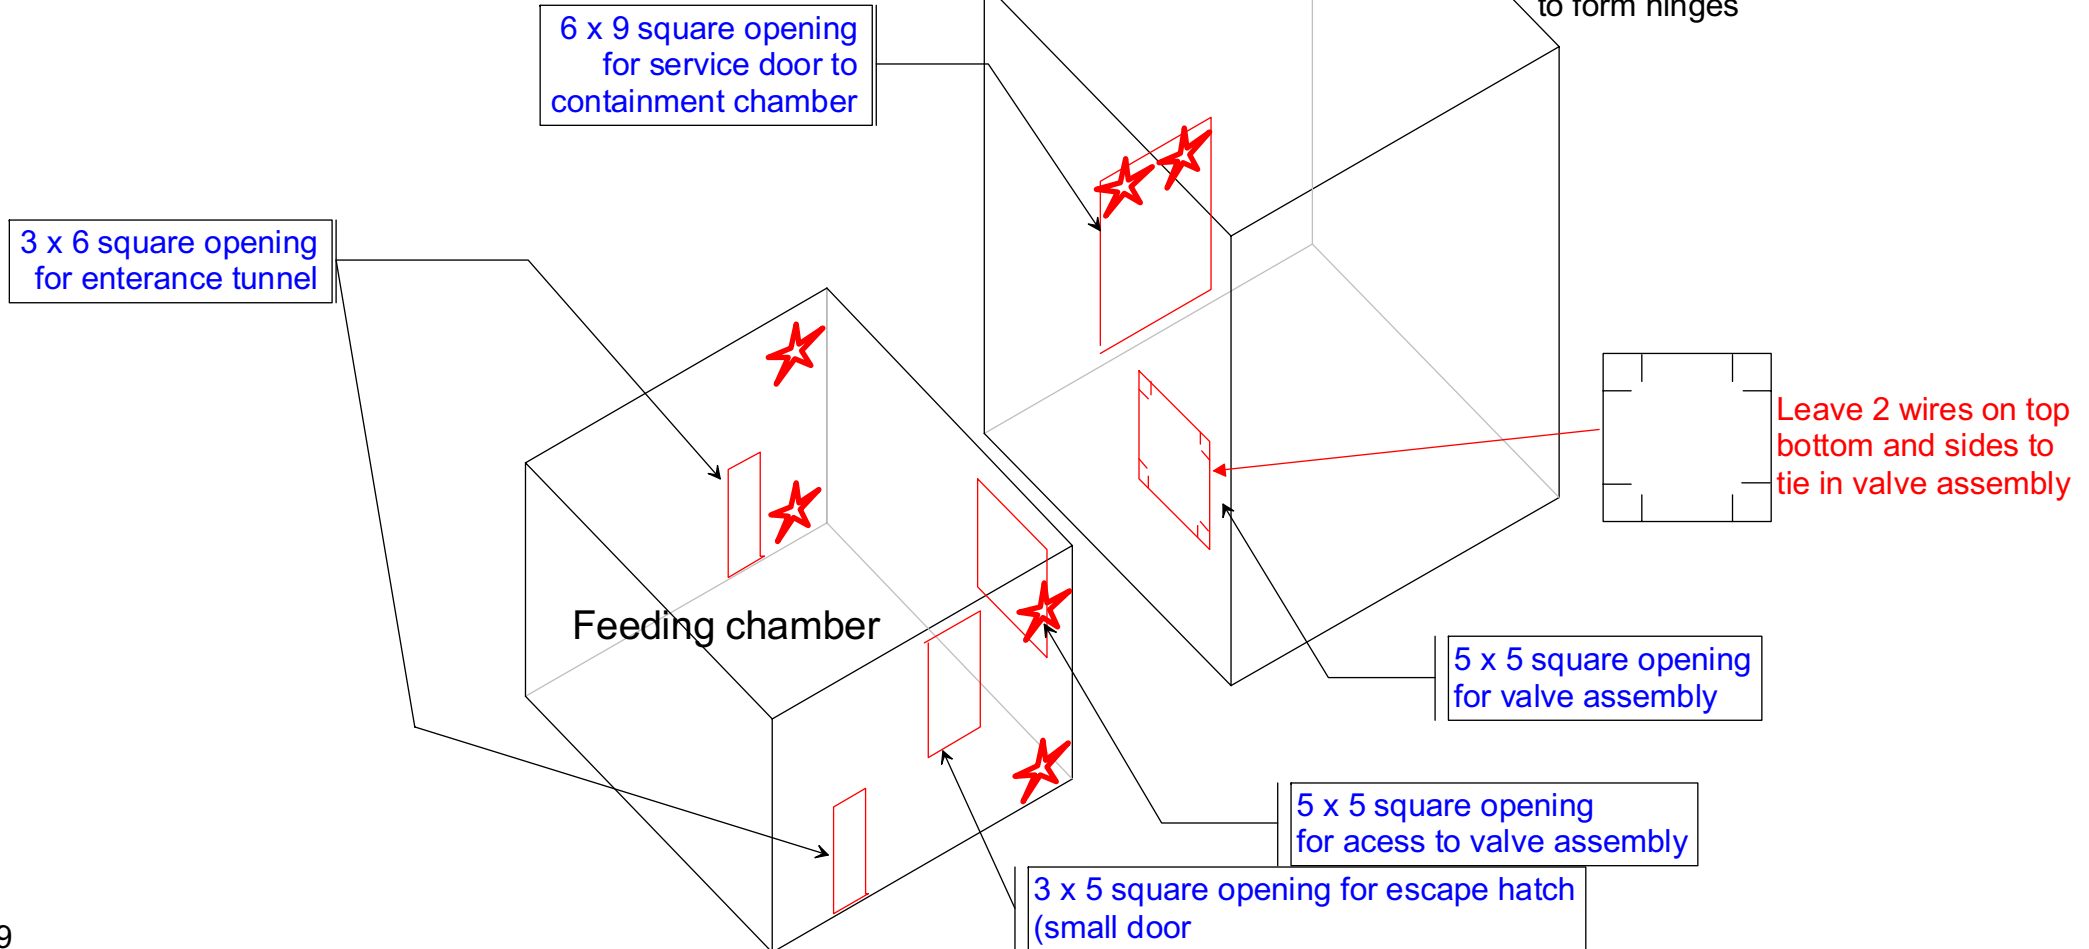 to form hinges
6 x 9 square opening
for service door to
containment chamber
3 x 6 square opening
for enterance tunnel
Leave 2 wires on top
bottom and sides to
tie in valve assembly
Feeding chamber
5 x 5 square opening
for valve assembly
5 x 5 square opening
for acess to valve assembly
3 x 5 square opening for escape hatch
(small door
9